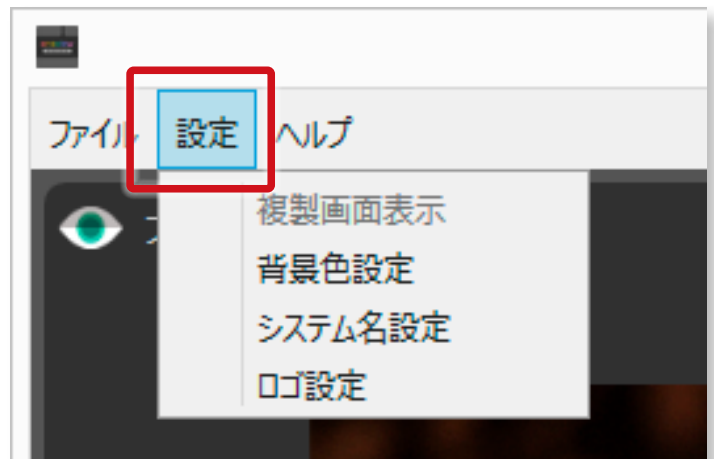 ファイル 設定 ヘルプ
複製画面表示
背景色設定
システム名設定
ロゴ設定